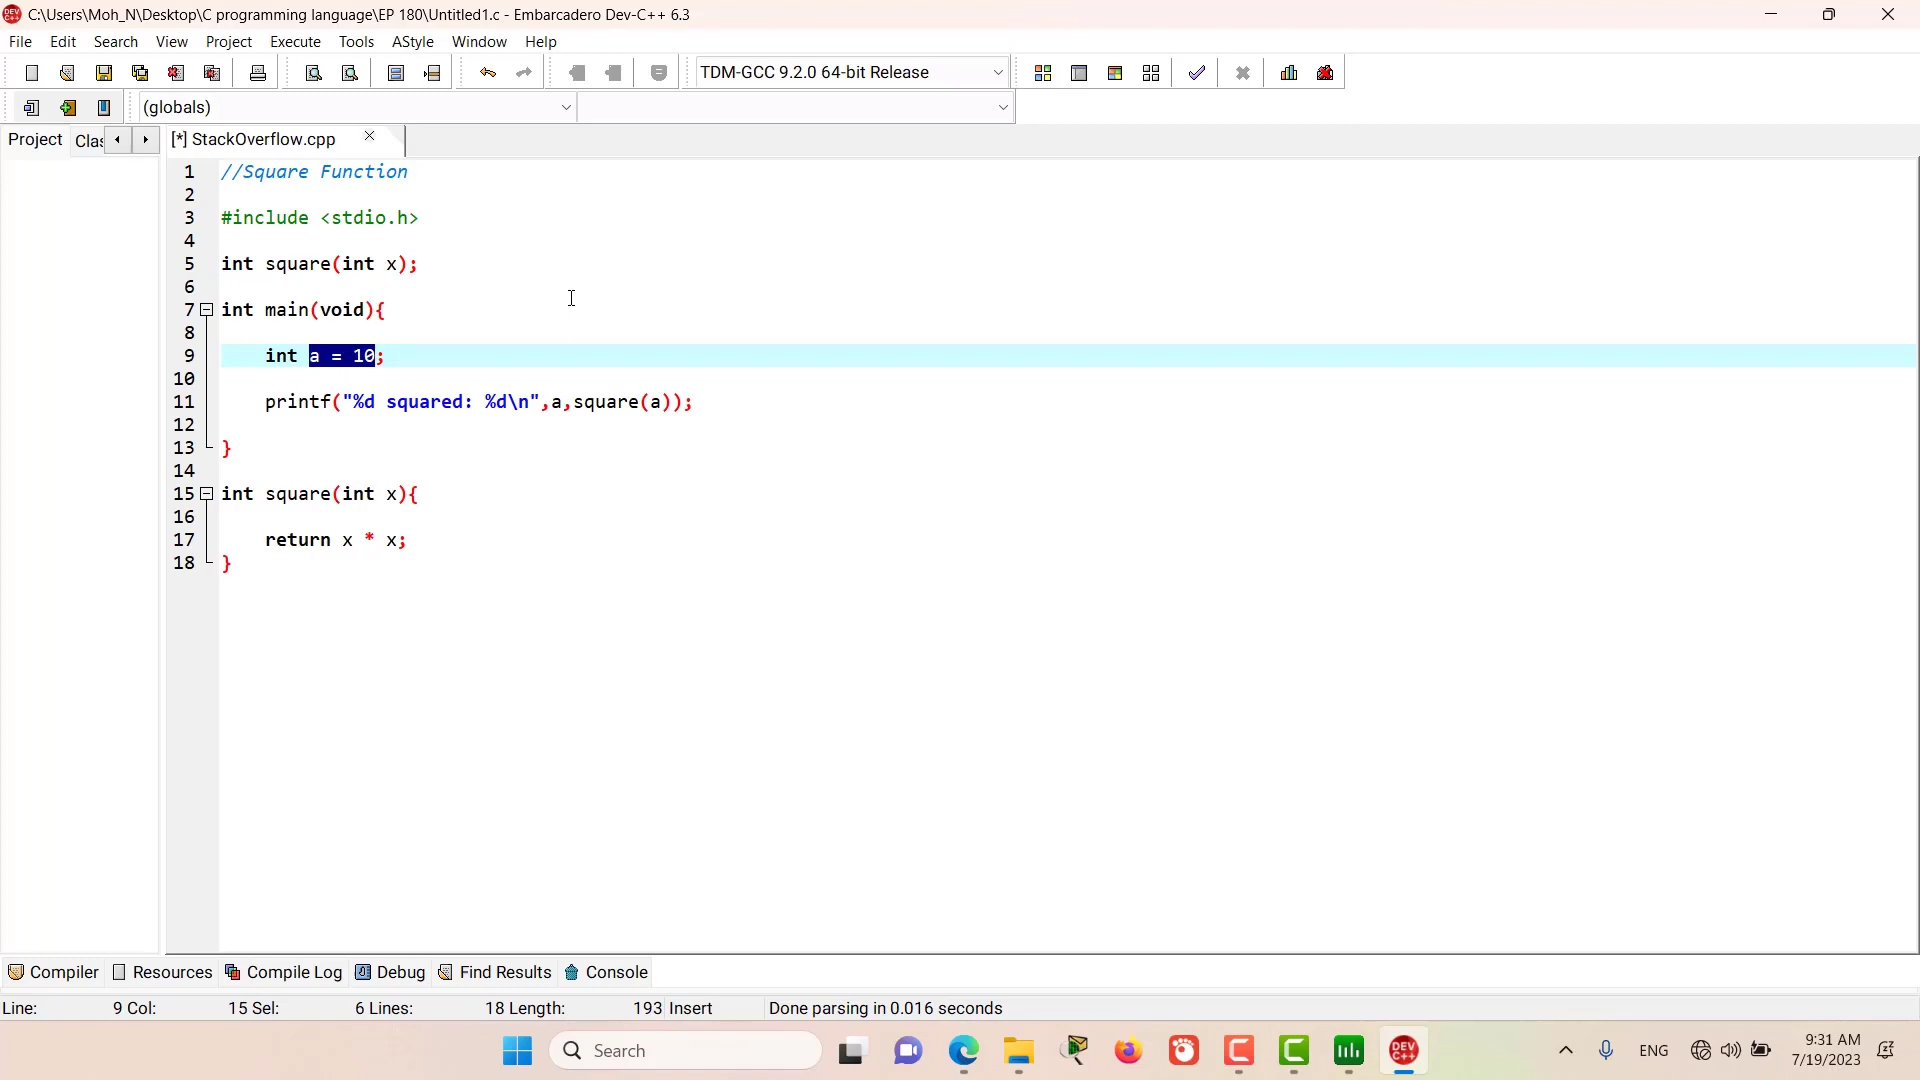 C:\Users\Moh_N\Desktop\C programming language\EP 180\Untitled1.c - Embarcadero Dev-C++ 6.3
File Edit Search View Project Execute Tools AStyle Window Help
TDM-GCC 9.2.0 64-bit Release
(globals)
Project Clas [*] StackOverflow.cpp
1 //Square Function
2
3 #include <stdio.h>
4
5 int square(int x);
6
7 int main(void){
8
9 int a = 10;
10
11 printf("%d squared: %d\n",a,square(a));
12
13 }
14
15 int square(int x){
16
17 return x * x;
18 }
Compiler Resources Compile Log Debug Find Results Console
Line: 9 Col: 15 Sel: 6 Lines: 18 Length: 193 Insert Done parsing in 0.016 seconds
Search
DEV C++
ENG
9:31 AM
7/19/2023